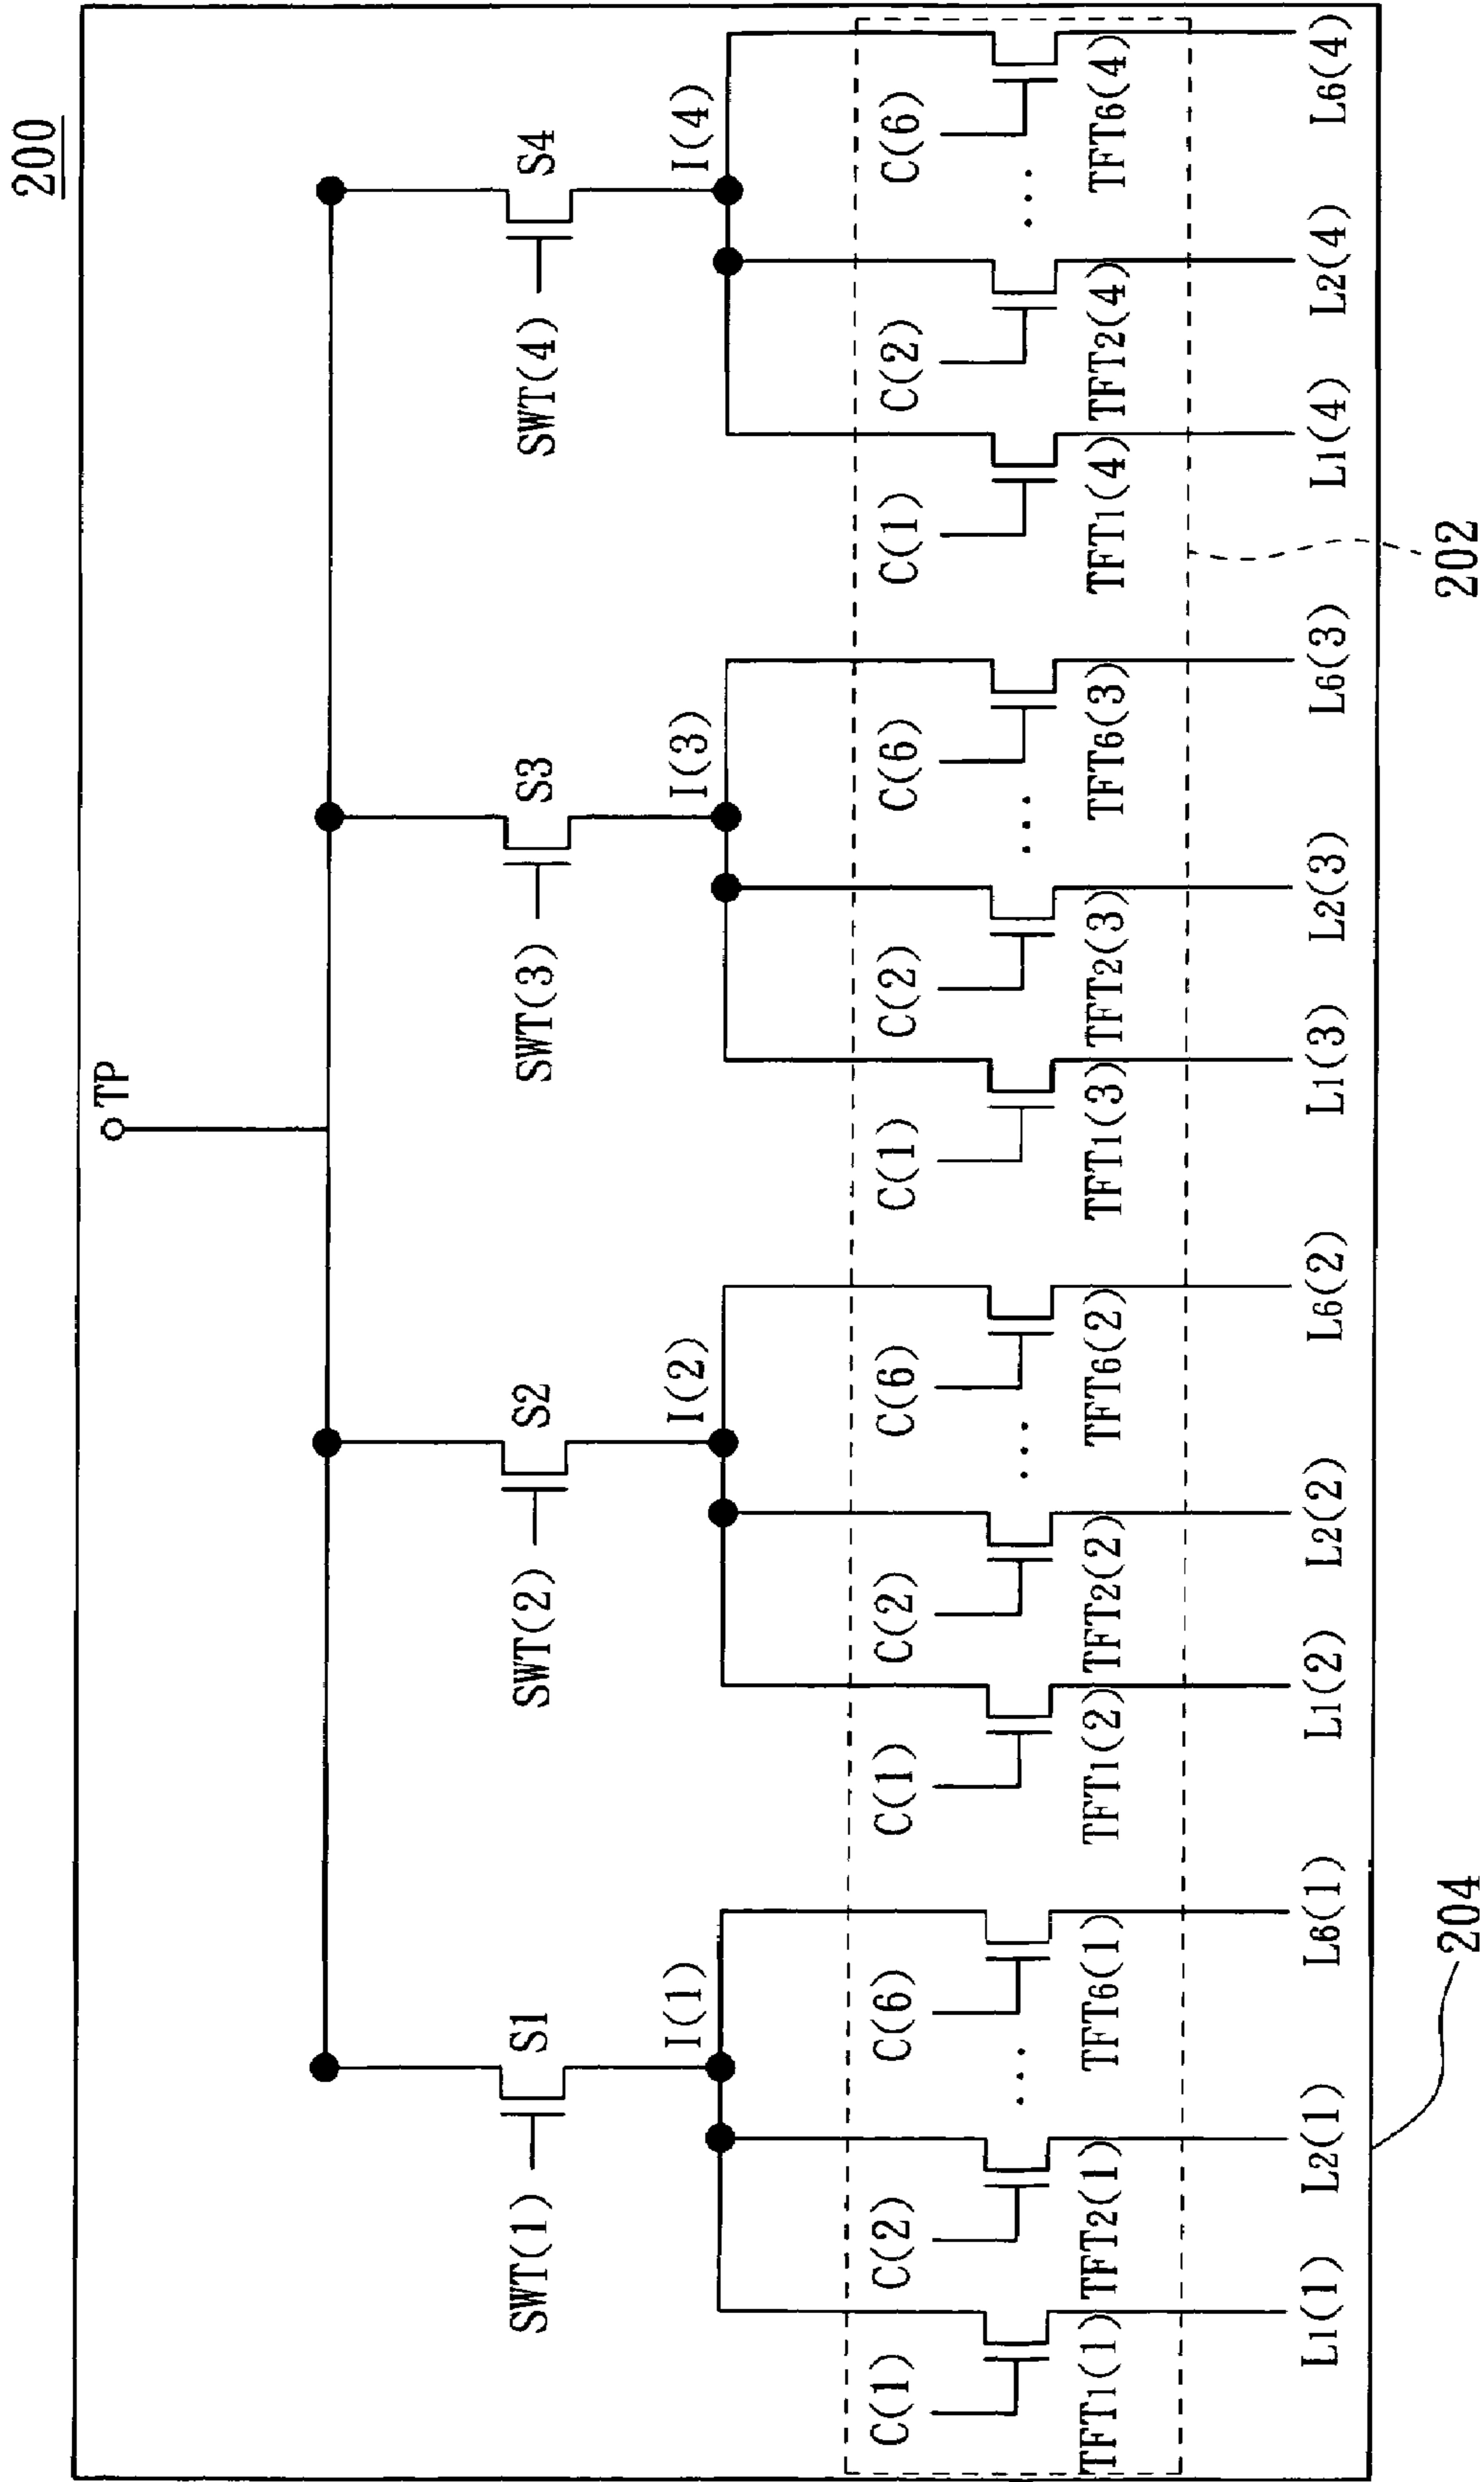 200
TP
SWT(1) S1 SWT(2) S2 SWT(3) S3 SWT(4) S4
I(1) I(2) I(3) I(4)
C(1) C(2) C(6) C(1) C(2) C(6) C(1) C(2) C(6) C(1) C(2) C(6)
... ... ... ...
TFT1(1) TFT2(1) TFT6(1) TFT1(2) TFT2(2) TFT6(2) TFT1(3) TFT2(3) TFT6(3) TFT1(4) TFT2(4) TFT6(4)
L1(1) L2(1) L6(1) L1(2) L2(2) L6(2) L1(3) L2(3) L6(3) L1(4) L2(4) L6(4)
204 202